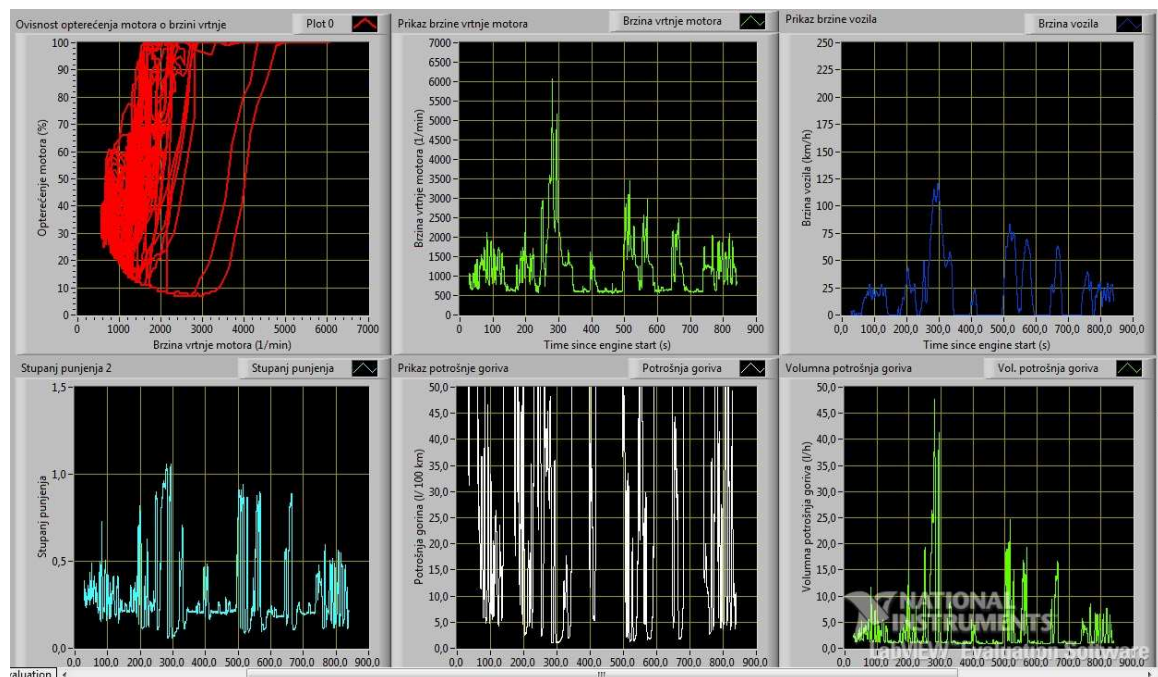 Ovisnost opterećenja motora o brzini vrtnje
Plot 0
Opterećenje motora (%)
100
90
80
70
60
50
40
30
20
10
0
0 1000 2000 3000 4000 5000 6000 7000
Brzina vrtnje motora (1/min)
Prikaz brzine vrtnje motora
Brzina vrtnje motora
Brzina vrtnje motora (1/min)
7000
6500
6000
5500
5000
4500
4000
3500
3000
2500
2000
1500
1000
500
0
0 100 200 300 400 500 600 700 800 900
Time since engine start (s)
Prikaz brzine vozila
Brzina vozila
Brzina vozila (km/h)
250
225
200
175
150
125
100
75
50
25
0
0,0 100,0 200,0 300,0 400,0 500,0 600,0 700,0 800,0 900,0
Time since engine start (s)
Stupanj punjenja 2
Stupanj punjenja
Stupanj punjenja
1,5
1,0
0,5
0,0
0.0 100.0 200.0 300.0 400.0 500.0 600.0 700.0 800.0 900.0
Prikaz potrošnje goriva
Potrošnja goriva
Potrošnja gorina (l/ 100 km)
50,0
45,0
40,0
35,0
30,0
25,0
20,0
15,0
10,0
5,0
0,0
0.0 100.0 200.0 300.0 400.0 500.0 600.0 700.0 800.0 900.0
Volumna potrošnja goriva
Vol. potrošnja goriva
Volumna potrošnja goriva (l/h)
50,0
45,0
40,0
35,0
30,0
25,0
20,0
15,0
10,0
5,0
0,0
0.0 100.0 200.0 300.0 400.0 500.0 600.0 700.0 800.0 900.0
NATIONAL
INSTRUMENTS
LabVIEW Evaluation Software